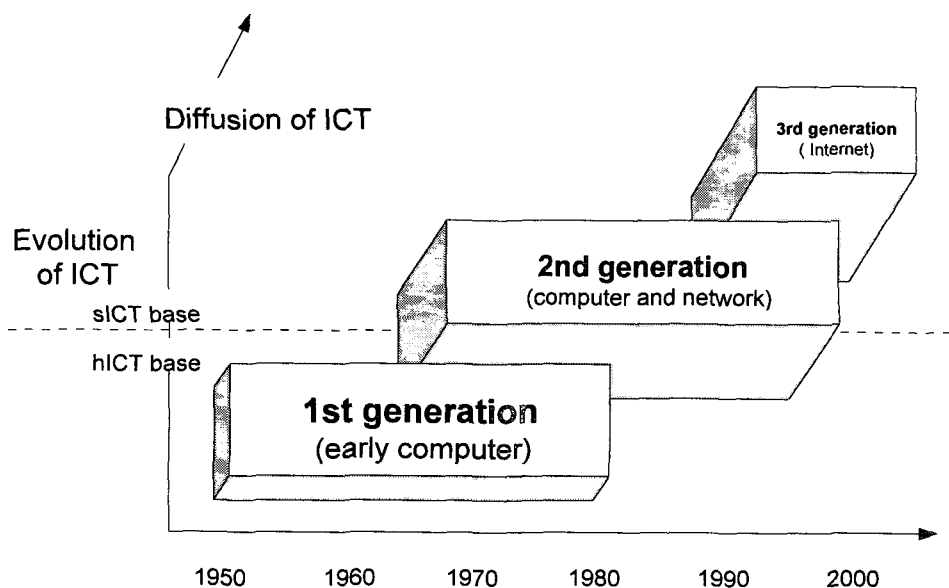 Diffusion of ICT
3rd generation
( Internet)
Evolution
of ICT
2nd generation
(computer and network)
sICT base
hICT base
1st generation
(early computer)
1950 1960 1970 1980 1990 2000